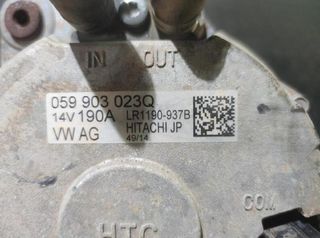 IN OUT
059 903 023Q
14V 190A LR1190-937B
VW AG HITACHI JP
49/14
COM
HTC